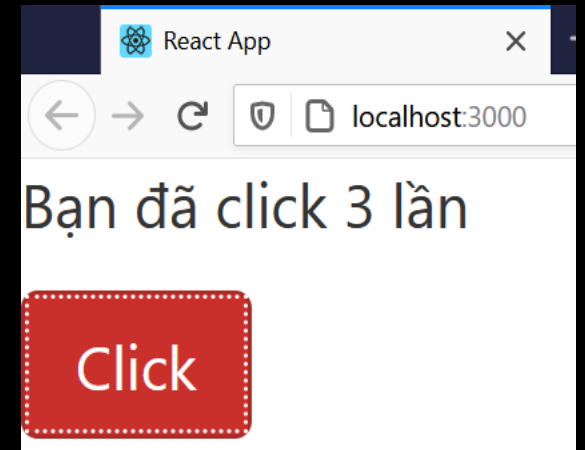 React App
localhost:3000
Bạn đã click 3 lần
Click